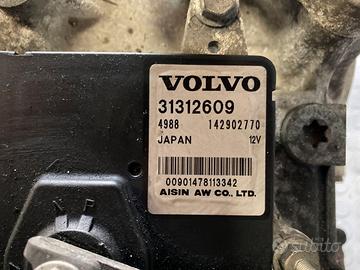 VOLVO
31312609
4988 142902770
JAPAN 12V
00901478113342
AISIN AW CO., LTD.
P
subito